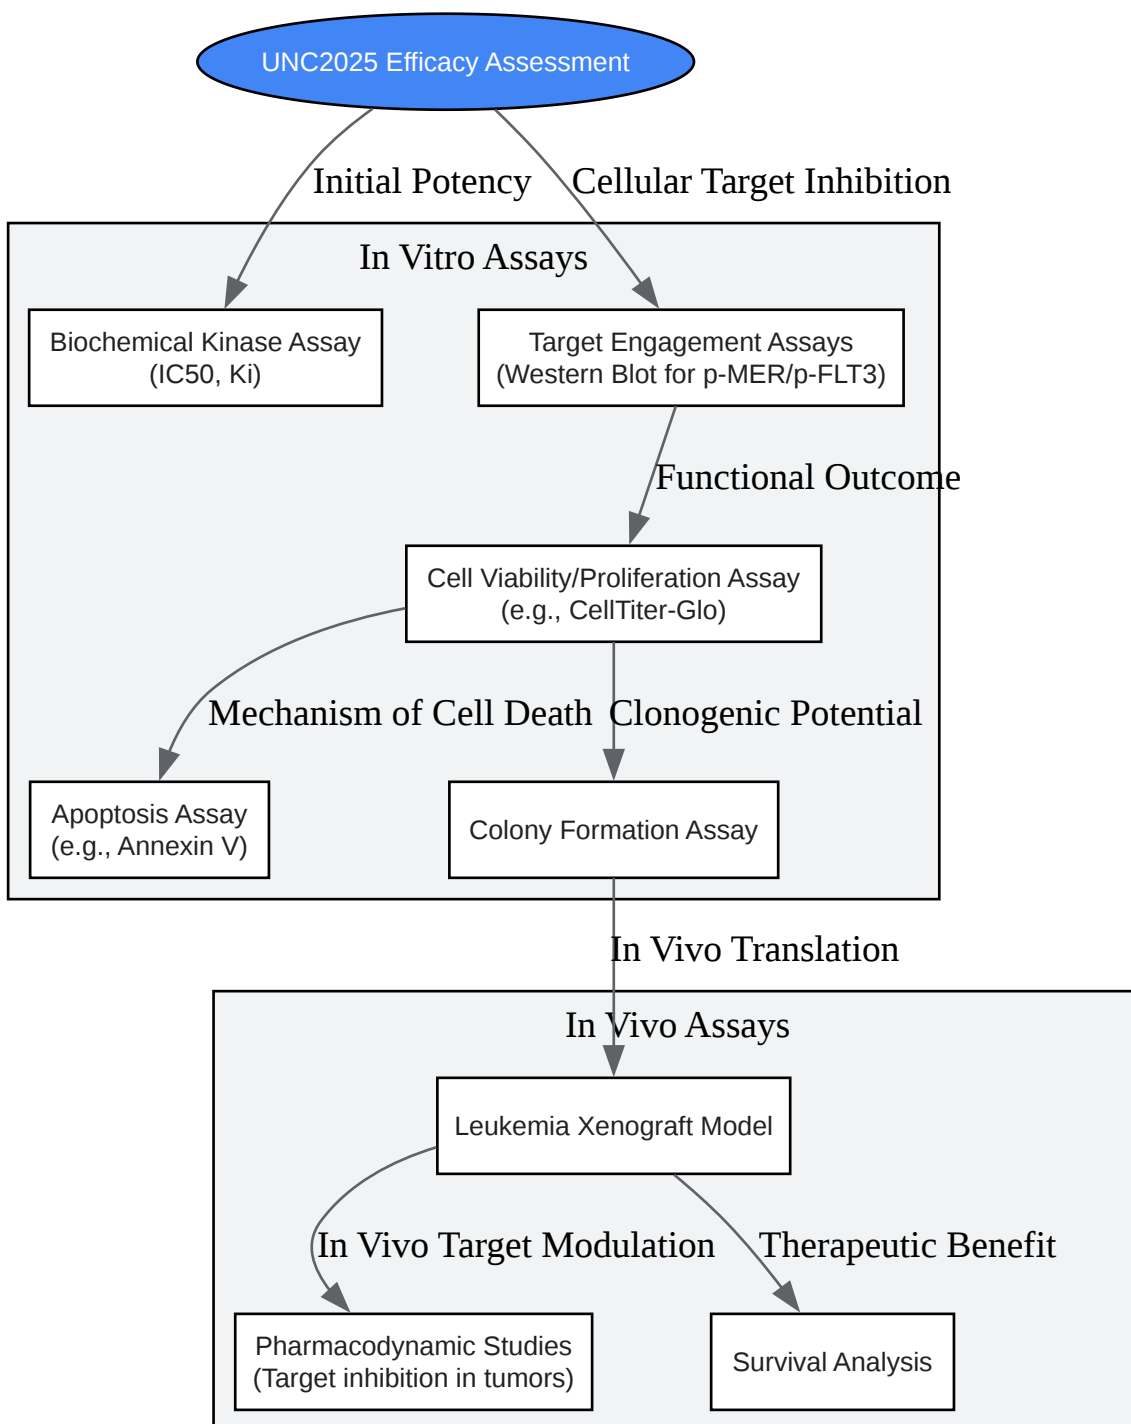 UNC2025 Efficacy Assessment
Initial Potency
Cellular Target Inhibition
In Vitro Assays
Biochemical Kinase Assay
(IC50, Ki)
Target Engagement Assays
(Western Blot for p-MER/p-FLT3)
Functional Outcome
Cell Viability/Proliferation Assay
(e.g., CellTiter-Glo)
Mechanism of Cell Death
Clonogenic Potential
Apoptosis Assay
(e.g., Annexin V)
Colony Formation Assay
In Vivo Translation
In Vivo Assays
Leukemia Xenograft Model
In Vivo Target Modulation
Therapeutic Benefit
Pharmacodynamic Studies
(Target inhibition in tumors)
Survival Analysis